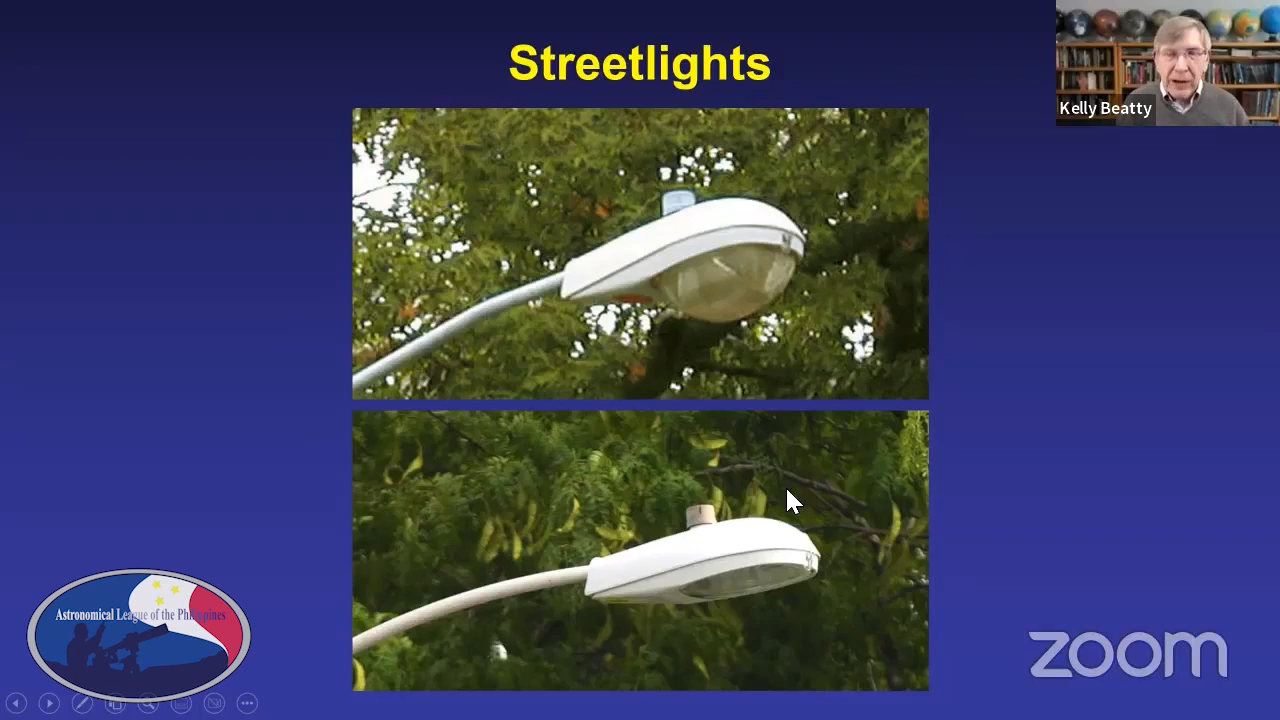 Streetlights
Kelly Beatty
Astronomical League of the Philippines
zoom